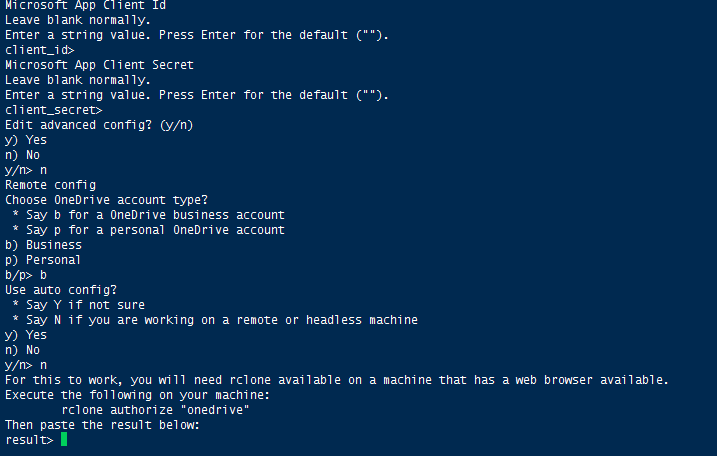 Microsoft App Client Id
Leave blank normally.
Enter a string value. Press Enter for the default ("").
client_id>
Microsoft App Client Secret
Leave blank normally.
Enter a string value. Press Enter for the default ("").
client_secret>
Edit advanced config? (y/n)
y) Yes
n) No
y/n> n
Remote config
Choose OneDrive account type?
 * Say b for a OneDrive business account
 * Say p for a personal OneDrive account
b) Business
p) Personal
b/p> b
Use auto config?
 * Say Y if not sure
 * Say N if you are working on a remote or headless machine
y) Yes
n) No
y/n> n
For this to work, you will need rclone available on a machine that has a web browser available.
Execute the following on your machine:
        rclone authorize "onedrive"
Then paste the result below:
result>